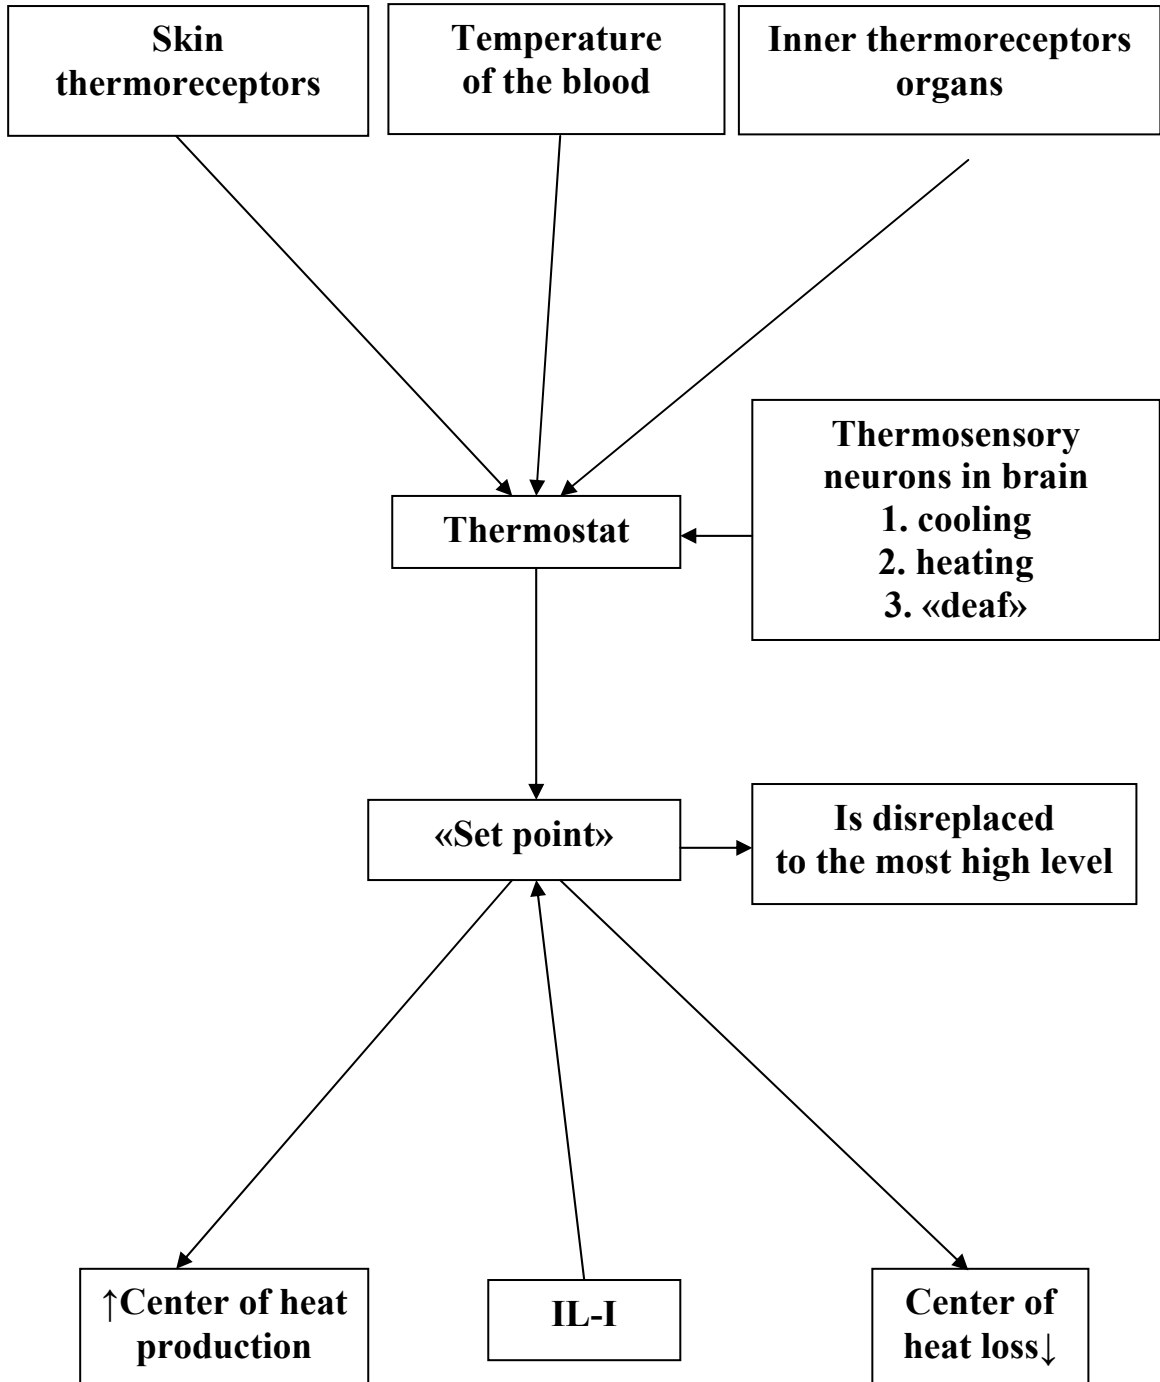 Skin
thermoreceptors
Temperature
of the blood
Inner thermoreceptors
organs
Thermosensory
neurons in brain
1. cooling
2. heating
3. «deaf»
Thermostat
«Set point»
Is disreplaced
to the most high level
↑Center of heat
production
IL-I
Center of
heat loss↓